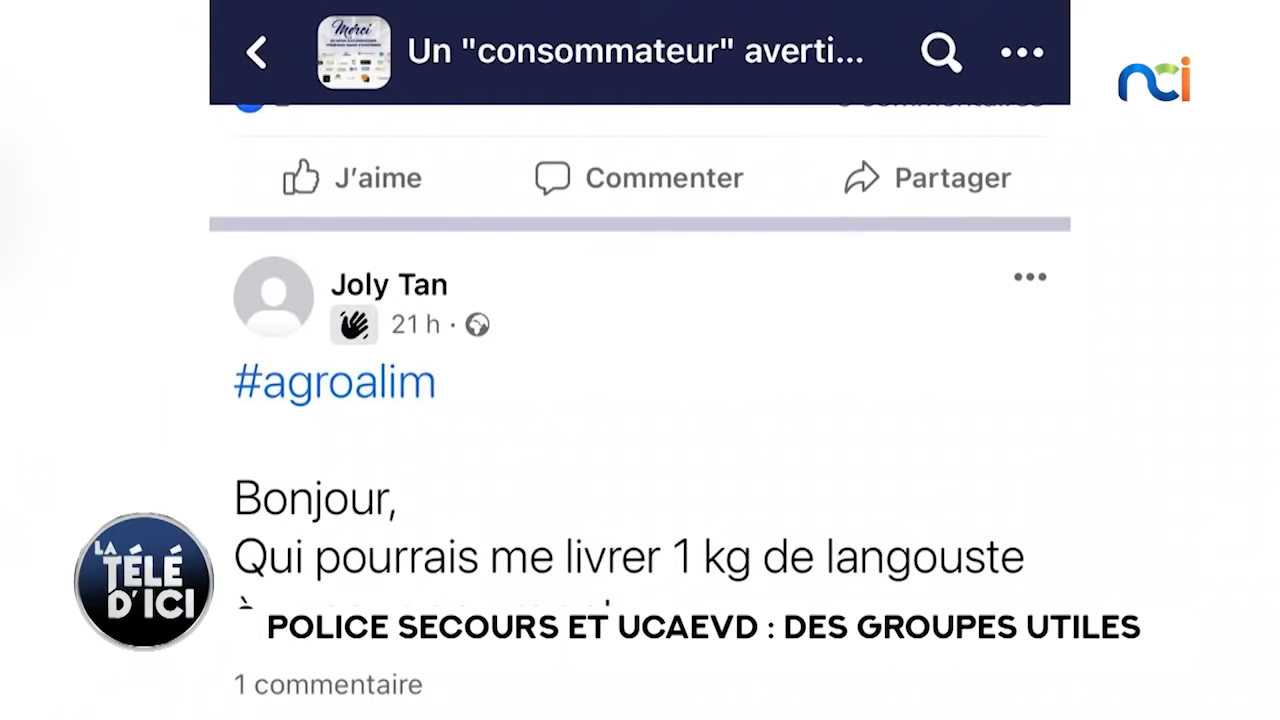 Merci
Un "consommateur" averti...
nci
J'aime
Commenter
Partager
Joly Tan
21 h ·
#agroalim
Bonjour,
Qui pourrais me livrer 1 kg de langouste
LA
TÉLÉ
D'ICI
POLICE SECOURS ET UCAEVD : DES GROUPES UTILES
1 commentaire